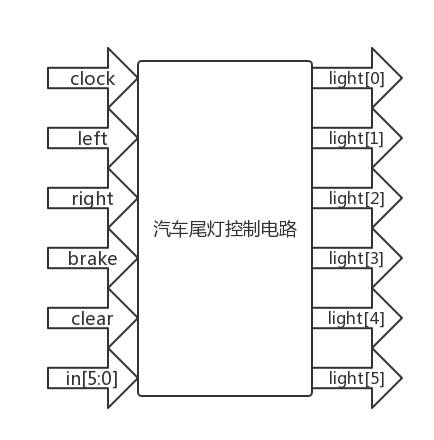 clock
left
right
brake
clear
in[5:0]
汽车尾灯控制电路
light[0]
light[1]
light[2]
light[3]
light[4]
light[5]